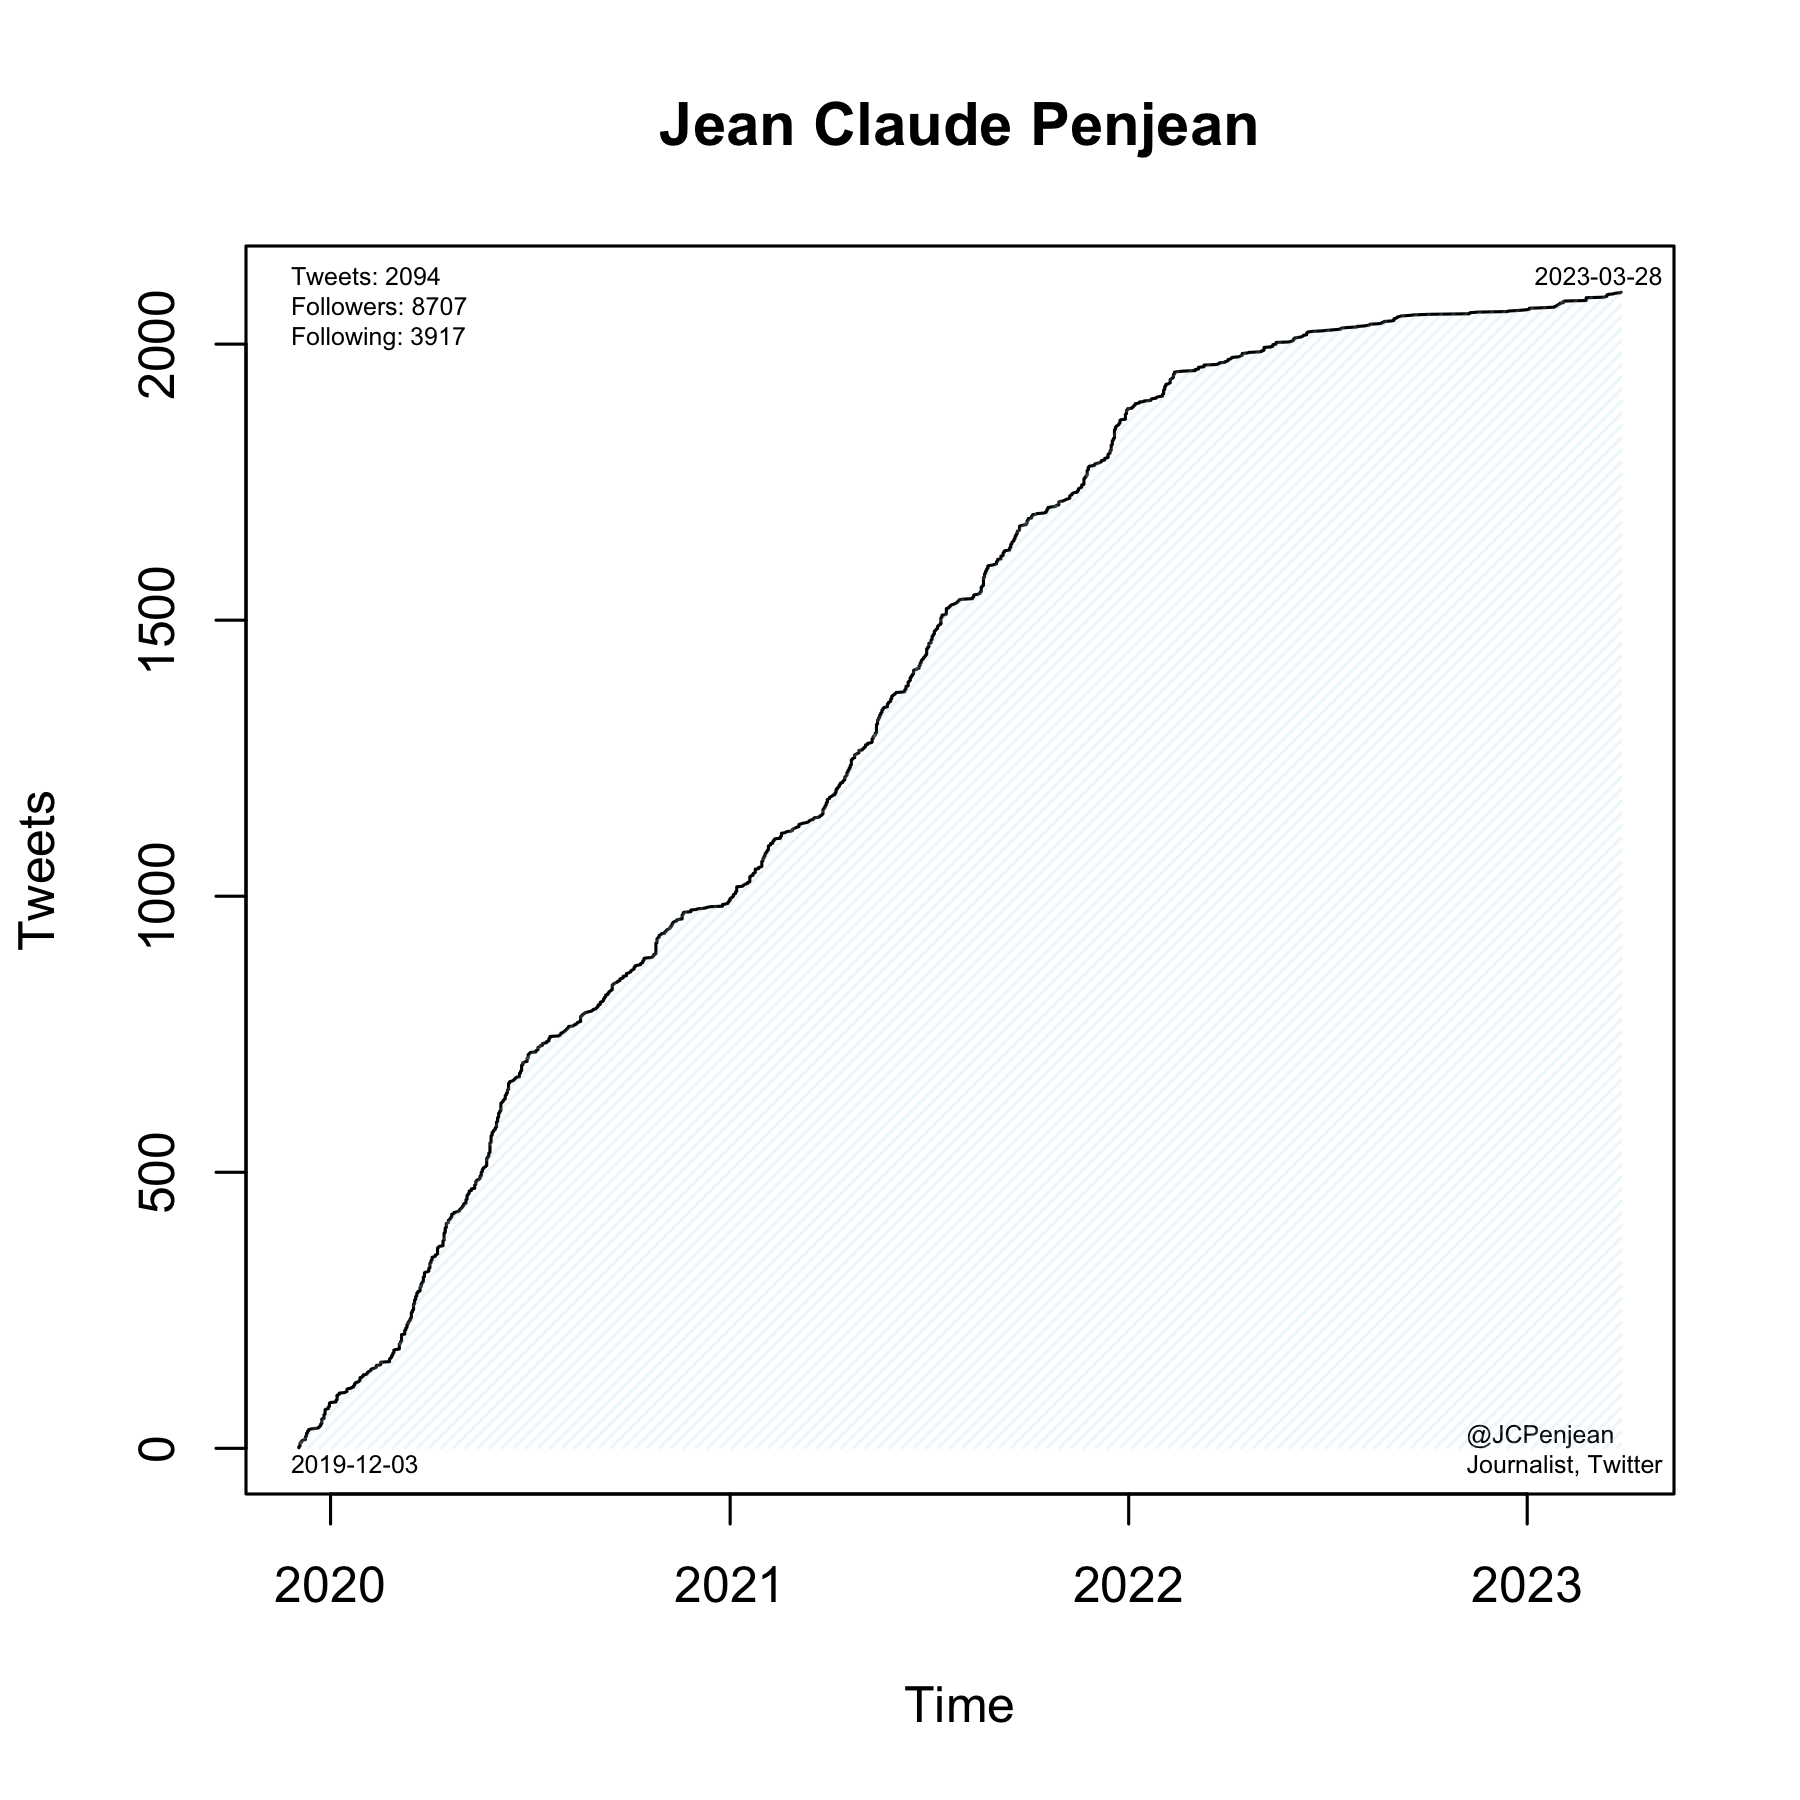 Jean Claude Penjean
Tweets: 2094
Followers: 8707
Following: 3917
2023-03-28
Tweets
2000
1500
1000
500
0
2019-12-03
@JCPenjean
Journalist, Twitter
2020
2021
2022
2023
Time